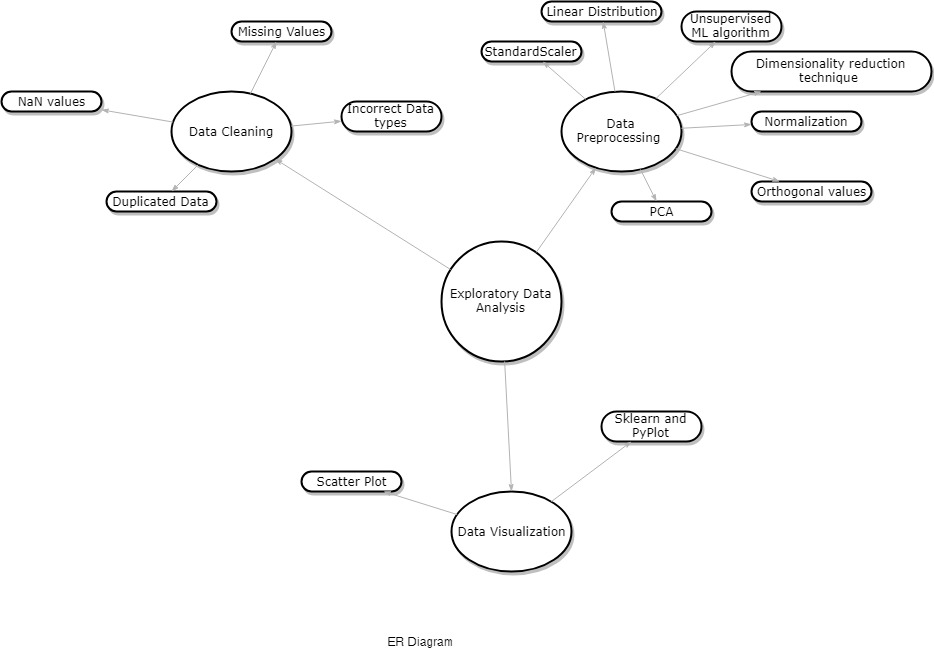 Linear Distribution
Unsupervised
ML algorithm
Missing Values
StandardScaler
Dimensionality reduction
technique
NaN values
Incorrect Data
types
Data Cleaning
Data
Preprocessing
Normalization
Duplicated Data
Orthogonal values
PCA
Exploratory Data
Analysis
Sklearn and
PyPlot
Scatter Plot
Data Visualization
ER Diagram